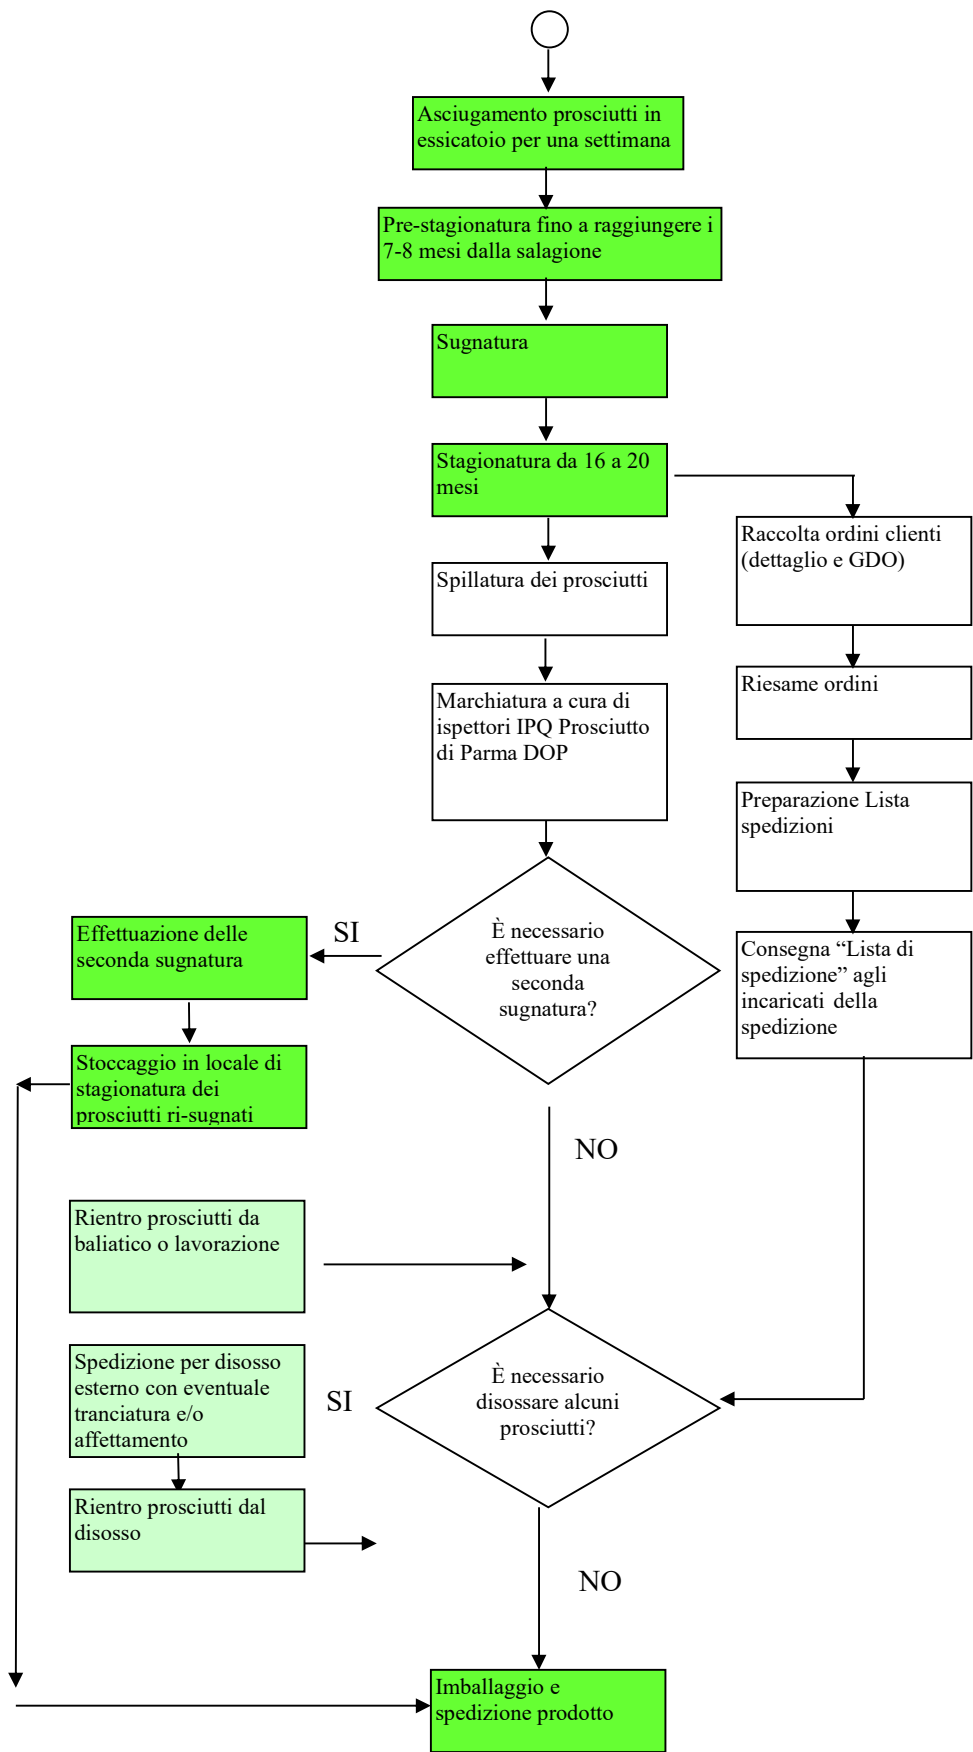 Asciugamento prosciutti in
essicatoio per una settimana
Pre-stagionatura fino a raggiungere i
7-8 mesi dalla salagione
Sugnatura
Stagionatura da 16 a 20
mesi
Raccolta ordini clienti
(dettaglio e GDO)
Spillatura dei prosciutti
Riesame ordini
Marchiatura a cura di
ispettori IPQ Prosciutto
di Parma DOP
Preparazione Lista
spedizioni
È necessario
effettuare una
seconda
sugnatura?
SI
Effettuazione delle
seconda sugnatura
Consegna “Lista di
spedizione” agli
incaricati della
spedizione
Stoccaggio in locale di
stagionatura dei
prosciutti ri-sugnati
NO
Rientro prosciutti da
baliatico o lavorazione
Spedizione per disosso
esterno con eventuale
tranciatura e/o
affettamento
SI
È necessario
disossare alcuni
prosciutti?
Rientro prosciutti dal
disosso
NO
Imballaggio e
spedizione prodotto